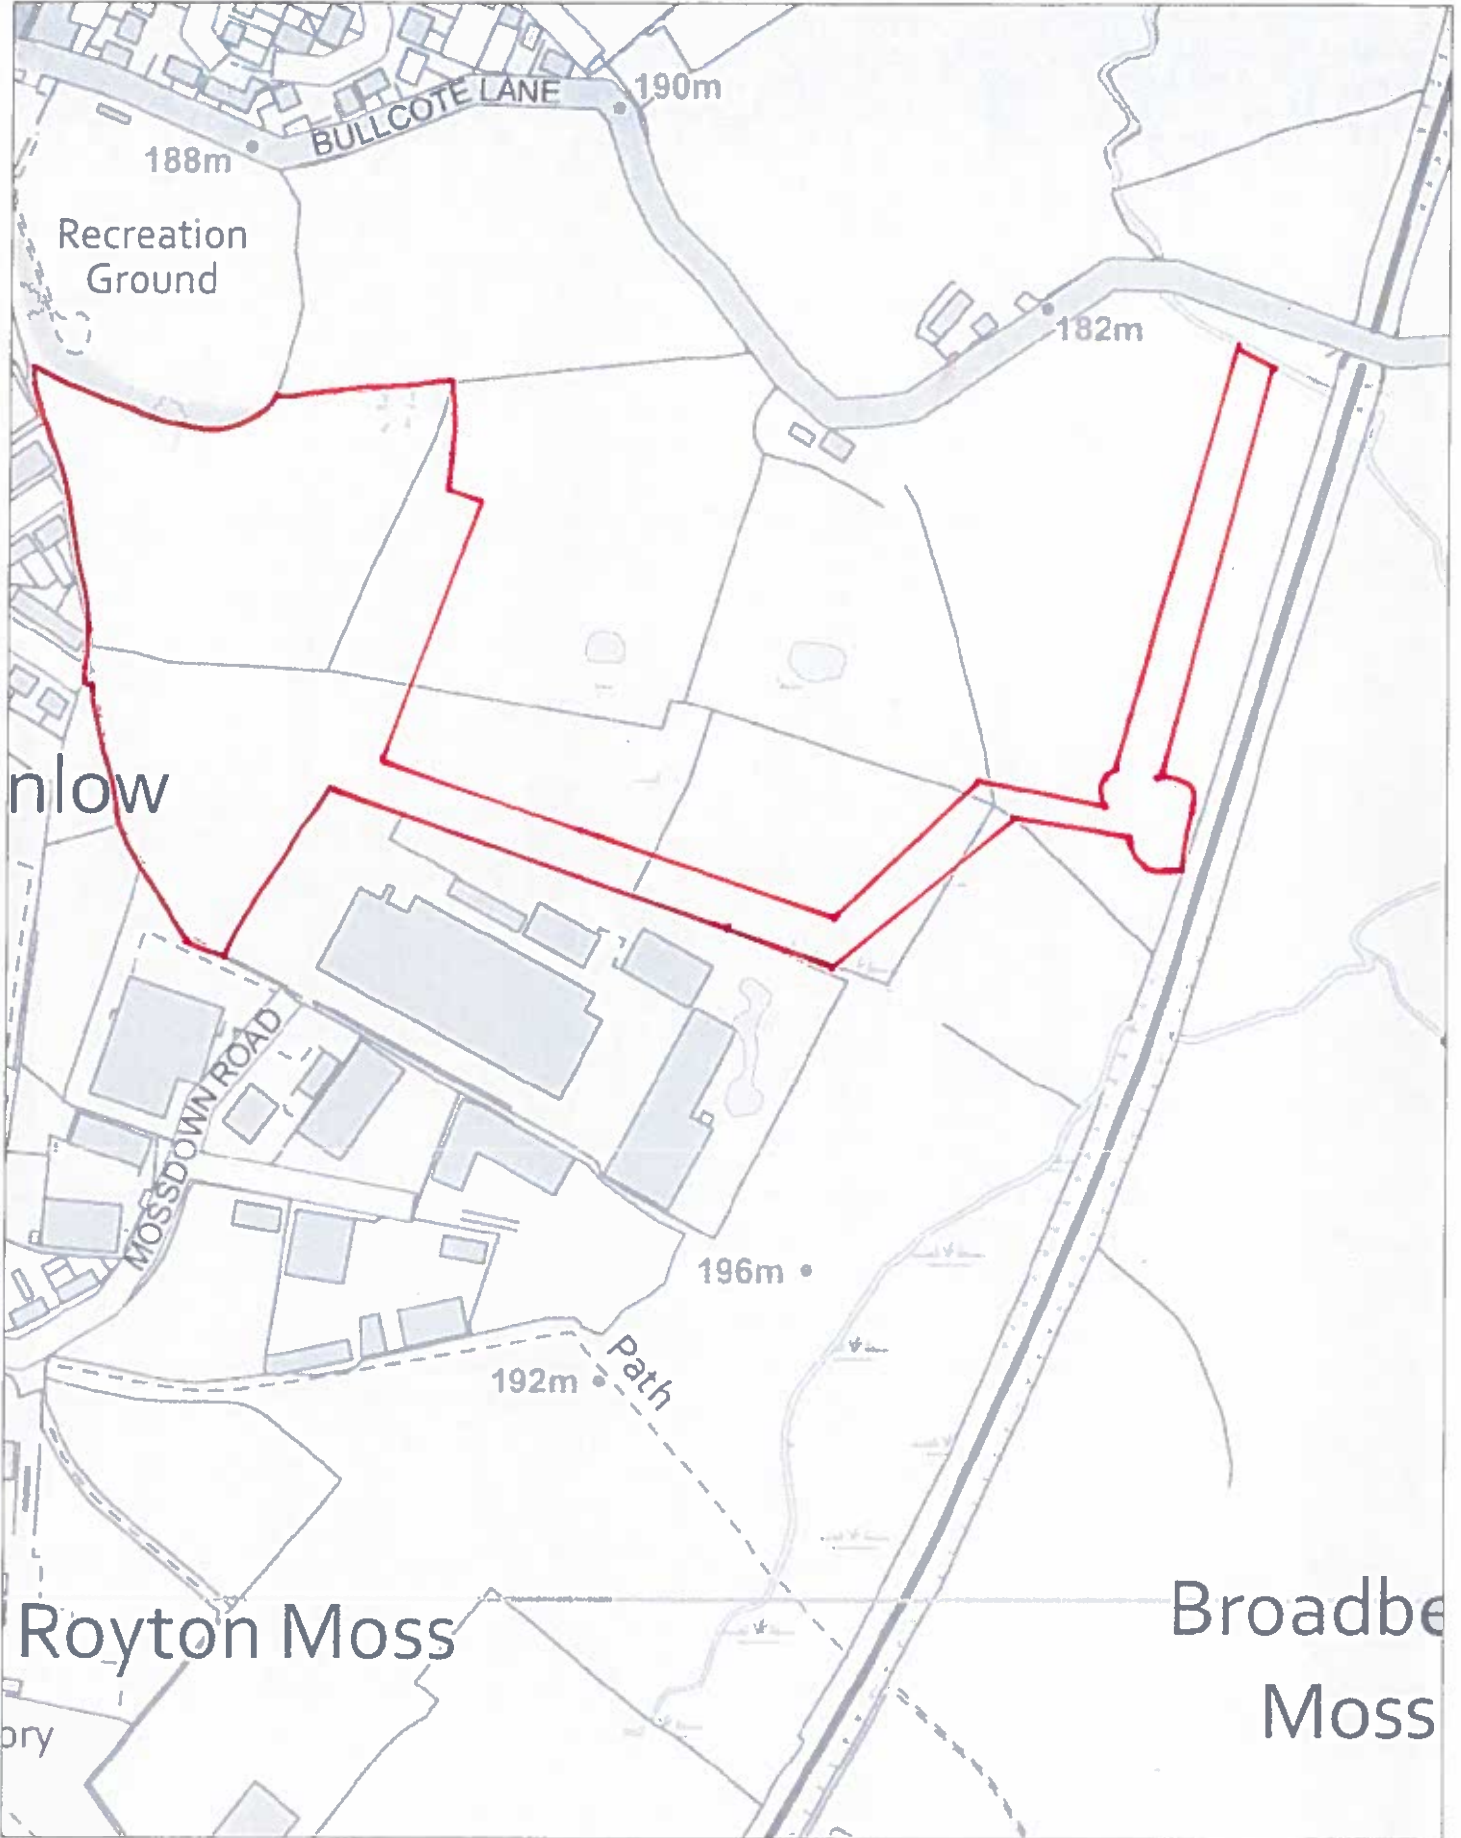 190m
BULLCOTE LANE
188m
Recreation
Ground
182m
nlow
MOSSDOWN ROAD
196m
Path
192m
Royton Moss
Broadbe
Moss
ory